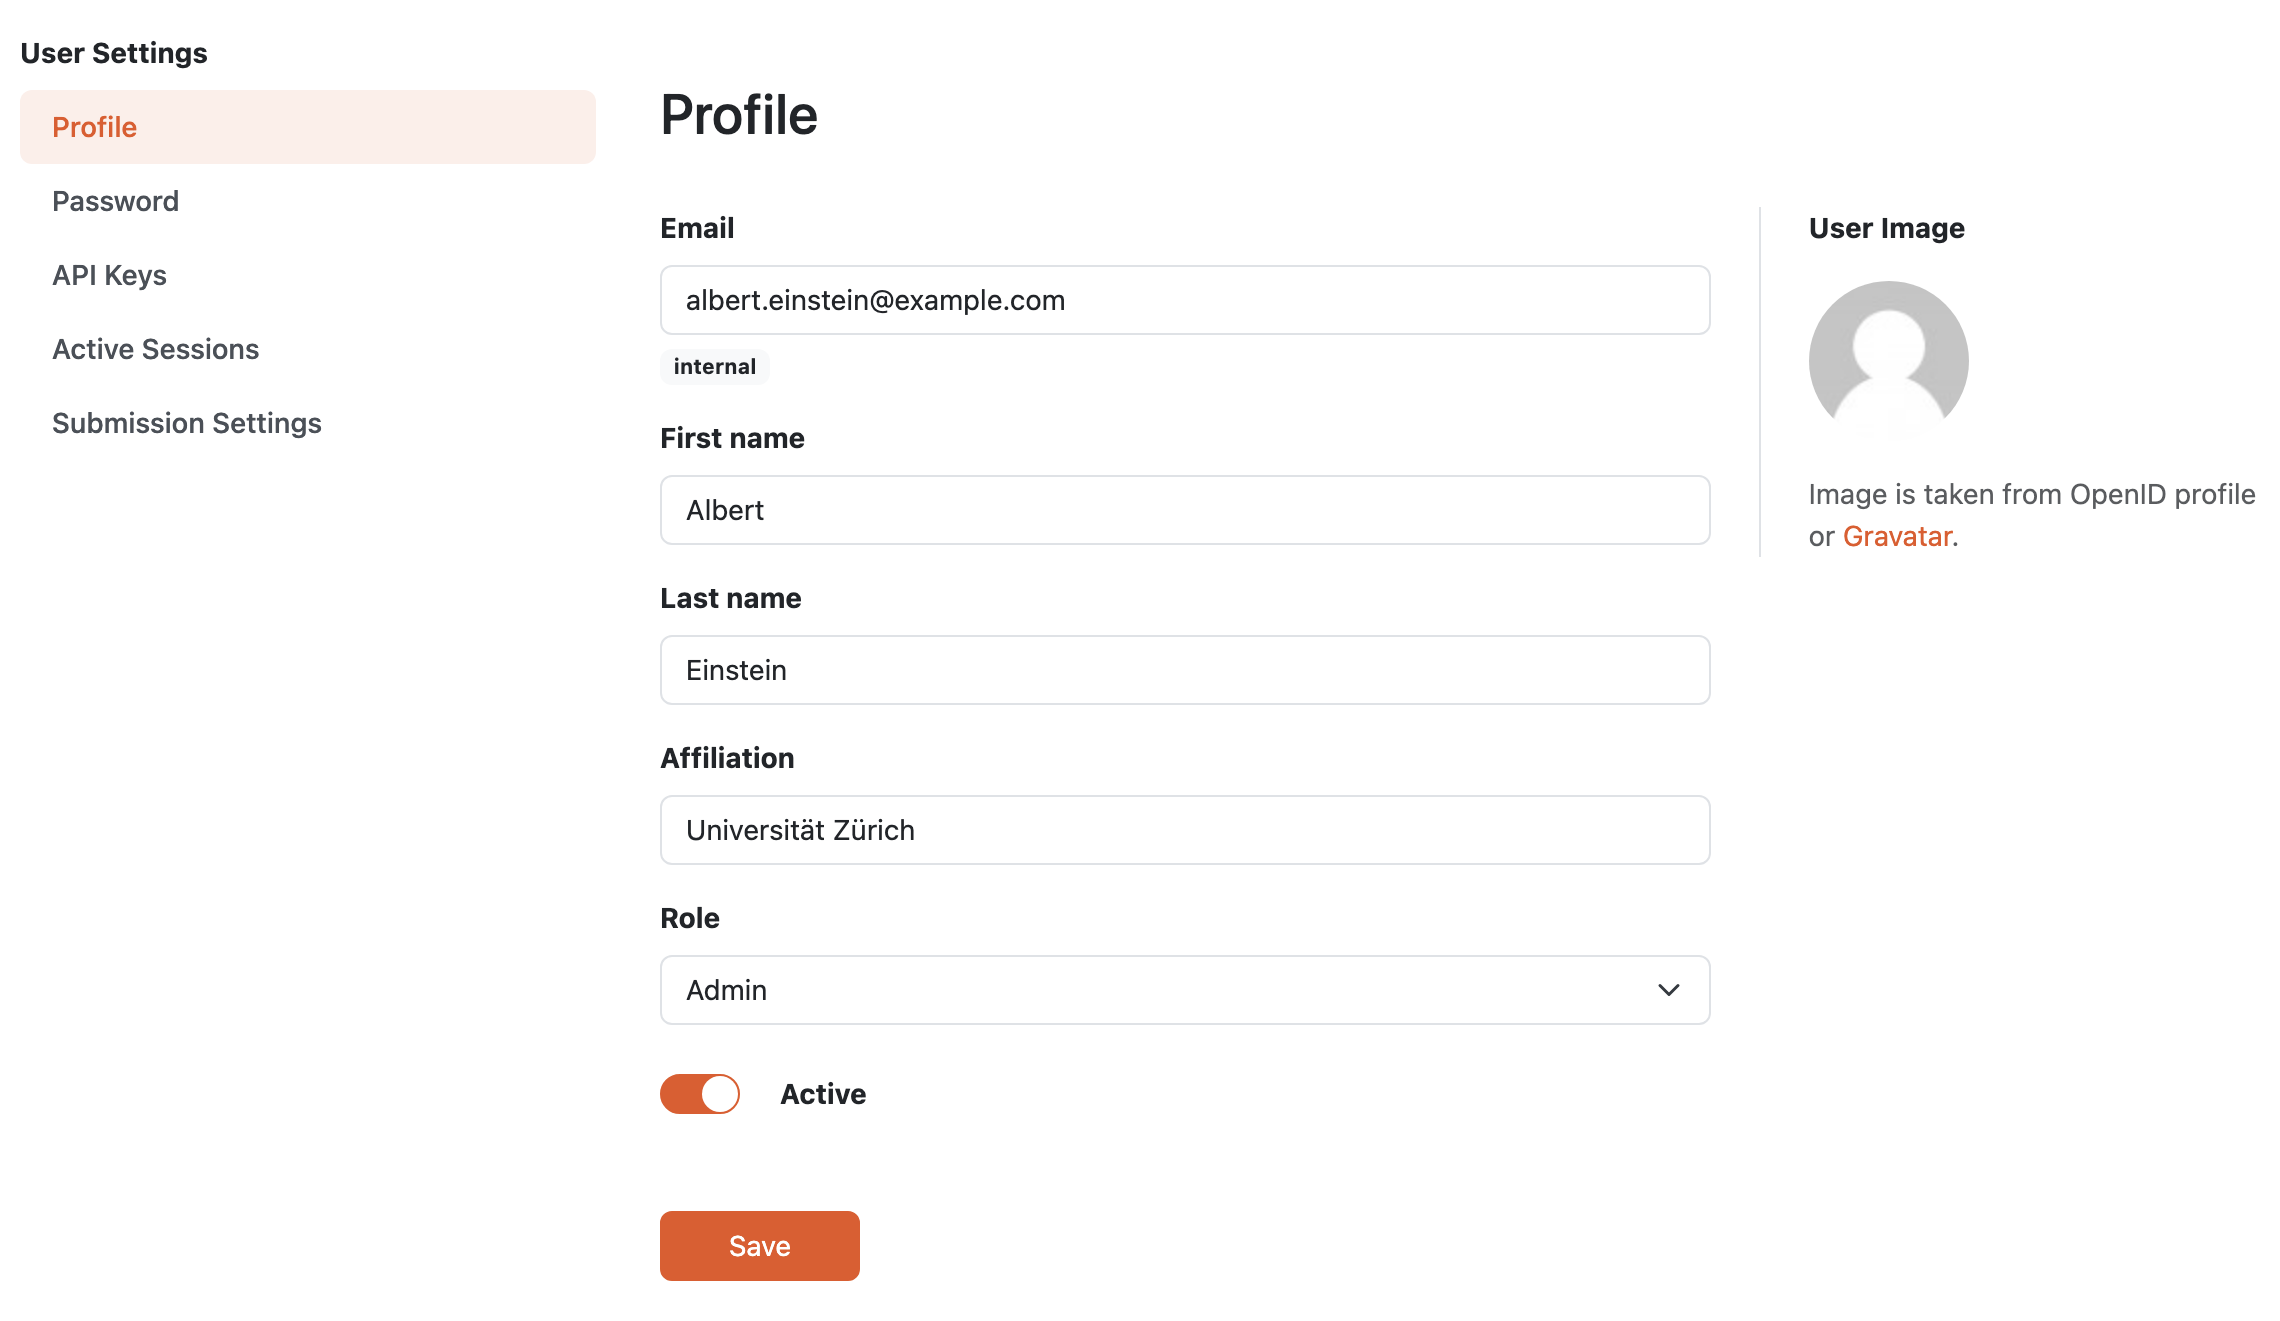 User Settings
Profile
Password
API Keys
Active Sessions
Submission Settings
Profile
Email
albert.einstein@example.com
internal
First name
Albert
Last name
Einstein
Affiliation
Universität Zürich
Role
Admin
Active
Save
User Image
Image is taken from OpenID profile
or Gravatar.